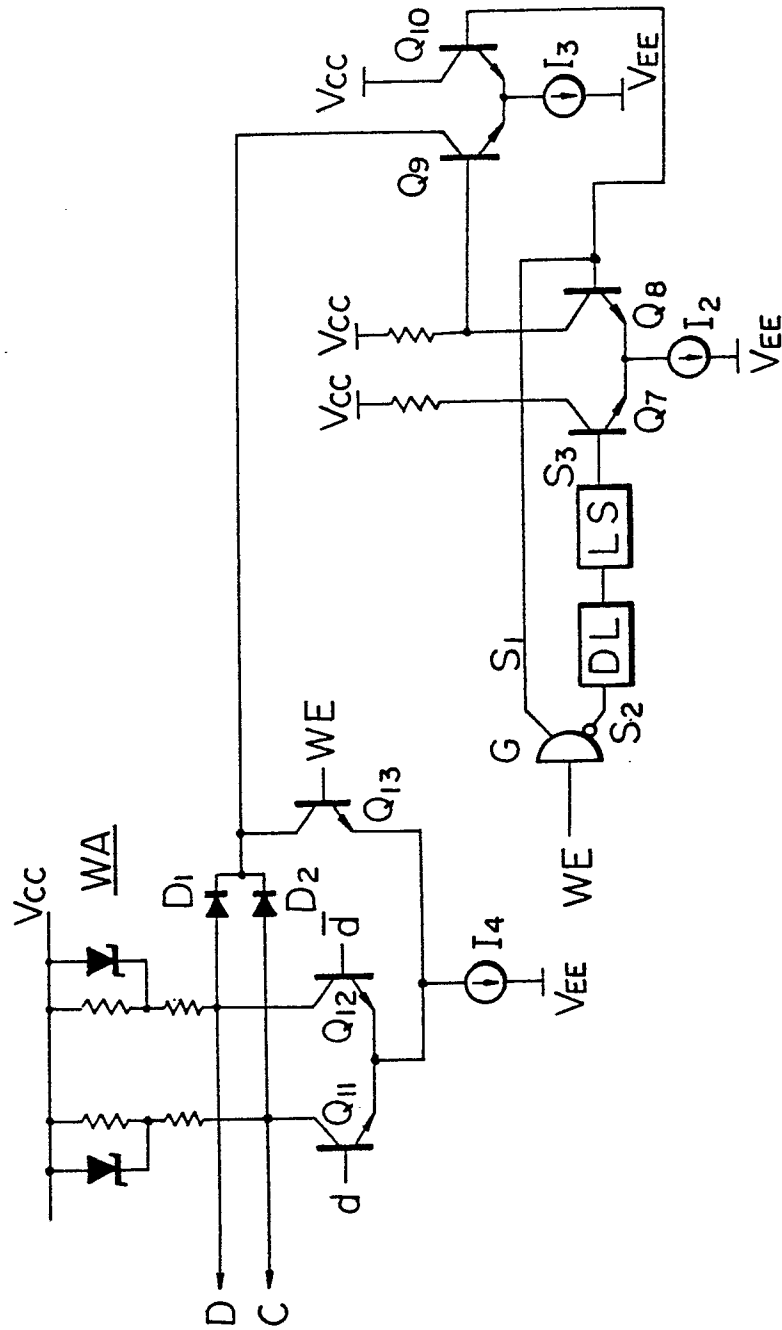 VCC
WA
D1
D2
d
d̅
Q11
Q12
D
C
WE
Q13
I4
VEE
VCC
VCC
VCC
Q9
Q10
I3
VEE
S1
G
WE
S2
DL
LS
S3
Q7
Q8
I2
VEE